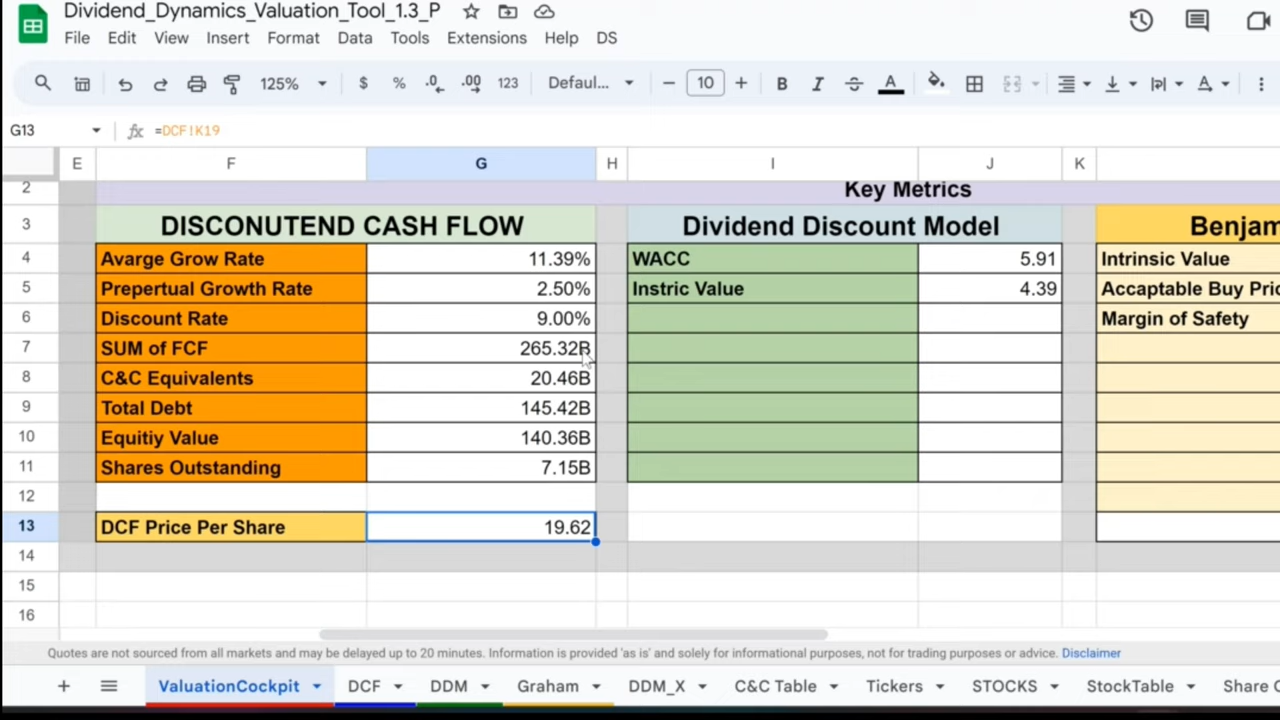 Dividend_Dynamics_Valuation_Tool_1.3_P
File Edit View Insert Format Data Tools Extensions Help DS
125% $ % .0 .00 123 Defaul... − 10 + B I A
G13 fx =DCF!K19
E F G H I J K
2 Key Metrics
3 DISCONUTEND CASH FLOW Dividend Discount Model Benjam
4 Avarge Grow Rate 11.39% WACC 5.91 Intrinsic Value
5 Prepertual Growth Rate 2.50% Instric Value 4.39 Accaptable Buy Pric
6 Discount Rate 9.00% Margin of Safety
7 SUM of FCF 265.32B
8 C&C Equivalents 20.46B
9 Total Debt 145.42B
10 Equitiy Value 140.36B
11 Shares Outstanding 7.15B
12
13 DCF Price Per Share 19.62
14
15
16
Quotes are not sourced from all markets and may be delayed up to 20 minutes. Information is provided 'as is' and solely for informational purposes, not for trading purposes or advice. Disclaimer
+ ValuationCockpit DCF DDM Graham DDM_X C&C Table Tickers STOCKS StockTable Share